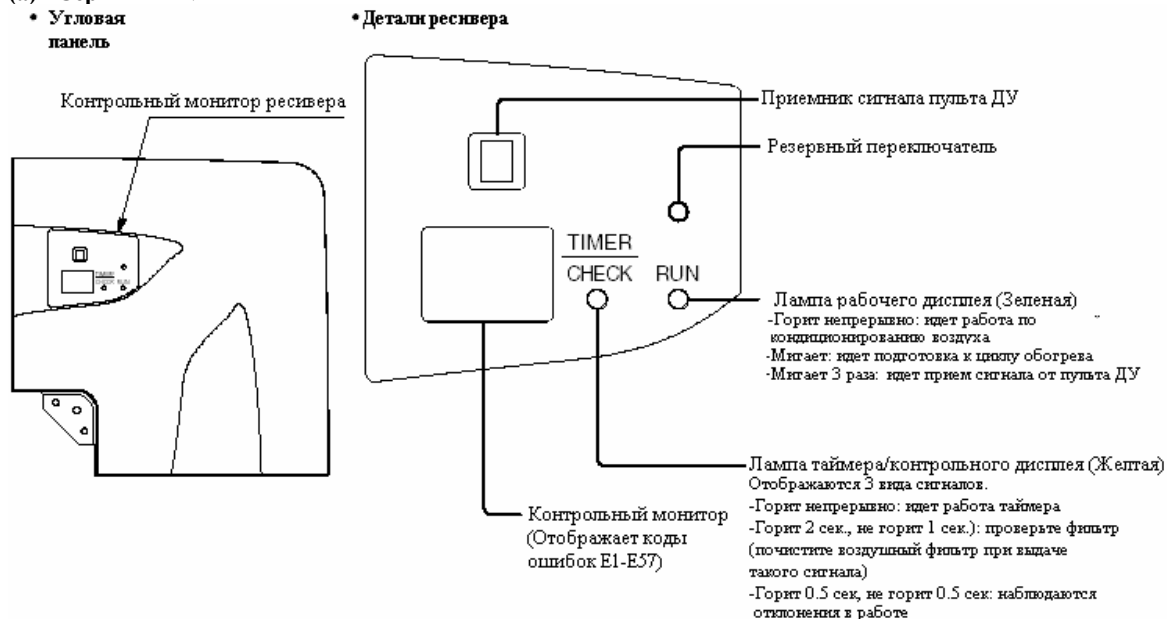 • Угловая
панель
• Детали ресивера
Контрольный монитор ресивера
TIMER
CHECK RUN
Приемник сигнала пульта ДУ
Резервный переключатель
TIMER
CHECK RUN
Лампа рабочего дисплея (Зеленая)
-Горит непрерывно: идет работа по
кондиционированию воздуха
-Мигает: идет подготовка к циклу обогрева
-Мигает 3 раза: идет прием сигнала от пульта ДУ
Лампа таймера/контрольного дисплея (Желтая)
Отображаются 3 вида сигналов.
-Горит непрерывно: идет работа таймера
-Горит 2 сек., не горит 1 сек.): проверьте фильтр
(почистите воздушный фильтр при выдаче
такого сигнала)
-Горит 0.5 сек, не горит 0.5 сек: наблюдаются
отклонения в работе
Контрольный монитор
(Отображает коды
ошибок E1-E57)